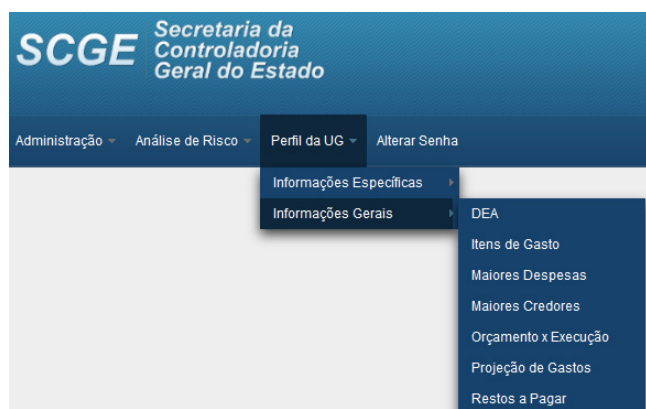 SCGE
Secretaria da
Controladoria
Geral do Estado
Administração Análise de Risco Perfil da UG Alterar Senha
Informações Específicas
Informações Gerais
DEA
Itens de Gasto
Maiores Despesas
Maiores Credores
Orçamento x Execução
Projeção de Gastos
Restos a Pagar